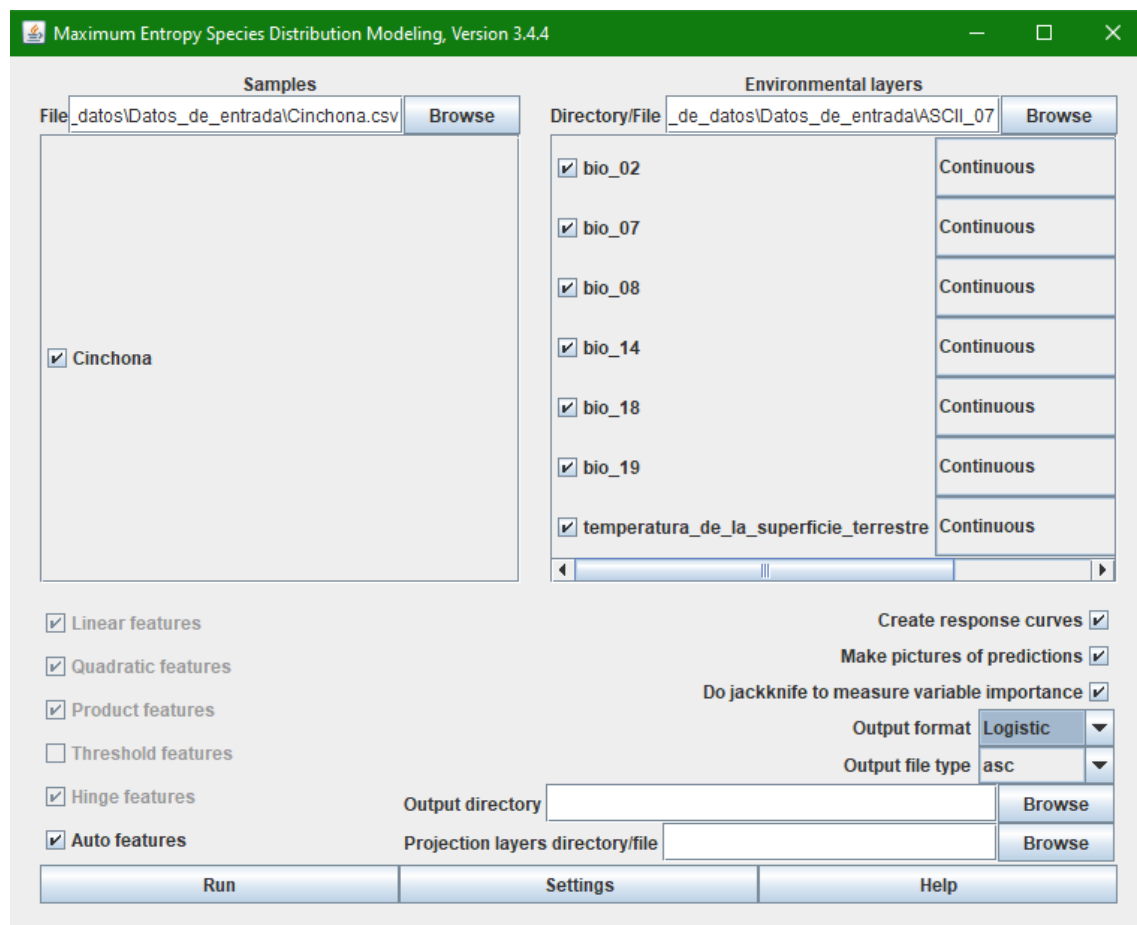 Maximum Entropy Species Distribution Modeling, Version 3.4.4
Samples
File _datos\Datos_de_entrada\Cinchona.csv Browse
Cinchona
Environmental layers
Directory/File _de_datos\Datos_de_entrada\ASCII_07 Browse
bio_02 Continuous
bio_07 Continuous
bio_08 Continuous
bio_14 Continuous
bio_18 Continuous
bio_19 Continuous
temperatura_de_la_superficie_terrestre Continuous
Linear features
Quadratic features
Product features
Threshold features
Hinge features
Auto features
Create response curves
Make pictures of predictions
Do jackknife to measure variable importance
Output format Logistic
Output file type asc
Output directory Browse
Projection layers directory/file Browse
Run Settings Help